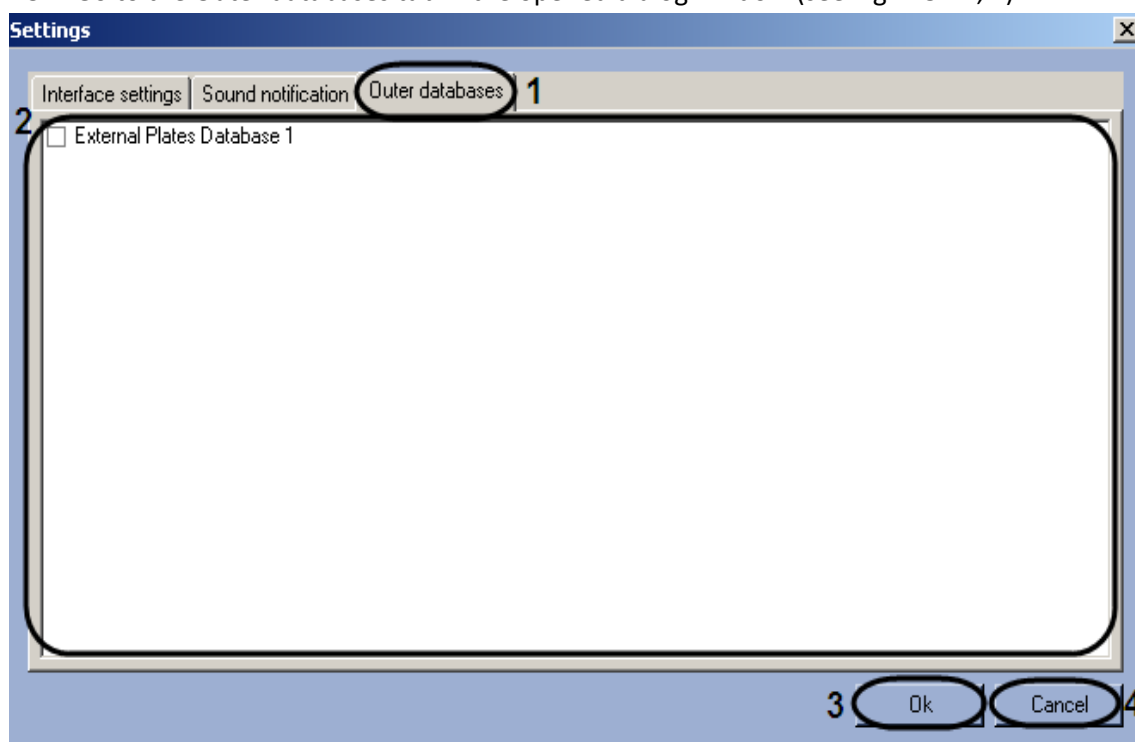 Settings
Interface settings Sound notification Outer databases 1
2
External Plates Database 1
3 Ok Cancel 4